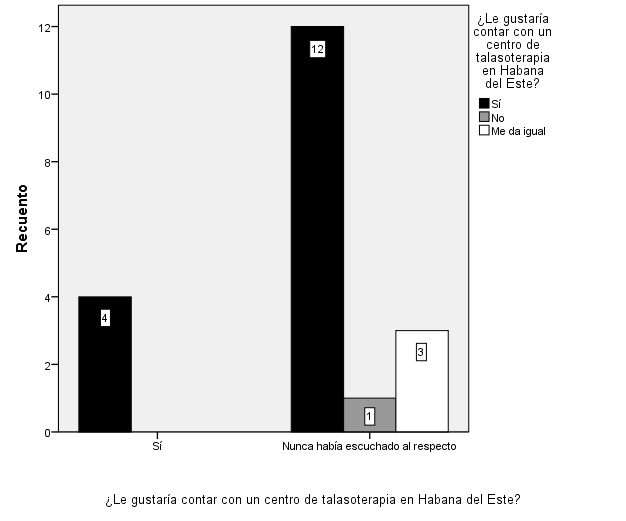 ¿Le gustaría
contar con un
centro de
talasoterapia
en Habana
del Este?
Sí
No
Me da igual
Recuento
12
10
8
6
4
2
0
4
12
1
3
Sí
Nunca había escuchado al respecto
¿Le gustaría contar con un centro de talasoterapia en Habana del Este?